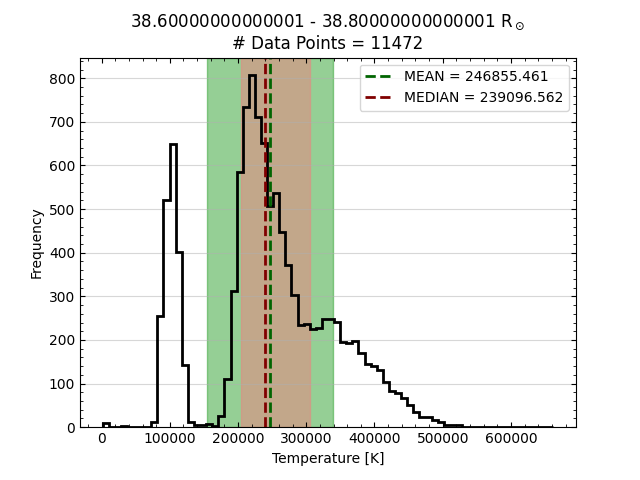 38.60000000000001 - 38.80000000000001 R⊙
# Data Points = 11472
MEAN = 246855.461
MEDIAN = 239096.562
Frequency
800
700
600
500
400
300
200
100
0
0 100000 200000 300000 400000 500000 600000
Temperature [K]